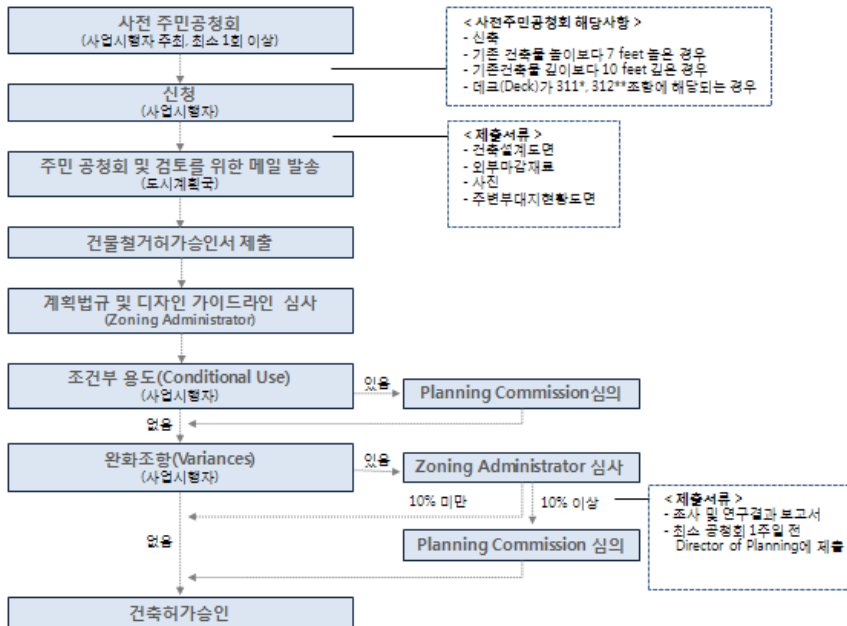 사전 주민공청회
(사업시행자 주최, 최소 1회 이상)
< 사전주민공청회 해당사항 >
- 신축
- 기존 건축물 높이보다 7 feet 높은 경우
- 기존건축물 깊이보다 10 feet 깊은 경우
- 데크(Deck)가 311*, 312**조항에 해당되는 경우
신청
(사업시행자)
< 제출서류 >
- 건축설계도면
- 외부마감재료
- 사진
- 주변부대지현황도면
주민 공청회 및 검토를 위한 메일 발송
(도시계획국)
건물철거허가승인서 제출
계획법규 및 디자인 가이드라인 심사
(Zoning Administrator)
조건부 용도(Conditional Use)
(사업시행자)
있음
Planning Commission심의
없음
완화조항(Variances)
(사업시행자)
있음
Zoning Administrator 심사
10% 미만
10% 이상
< 제출서류 >
- 조사 및 연구결과 보고서
- 최소 공청회 1주일 전
Director of Planning에 제출
없음
Planning Commission 심의
건축허가승인